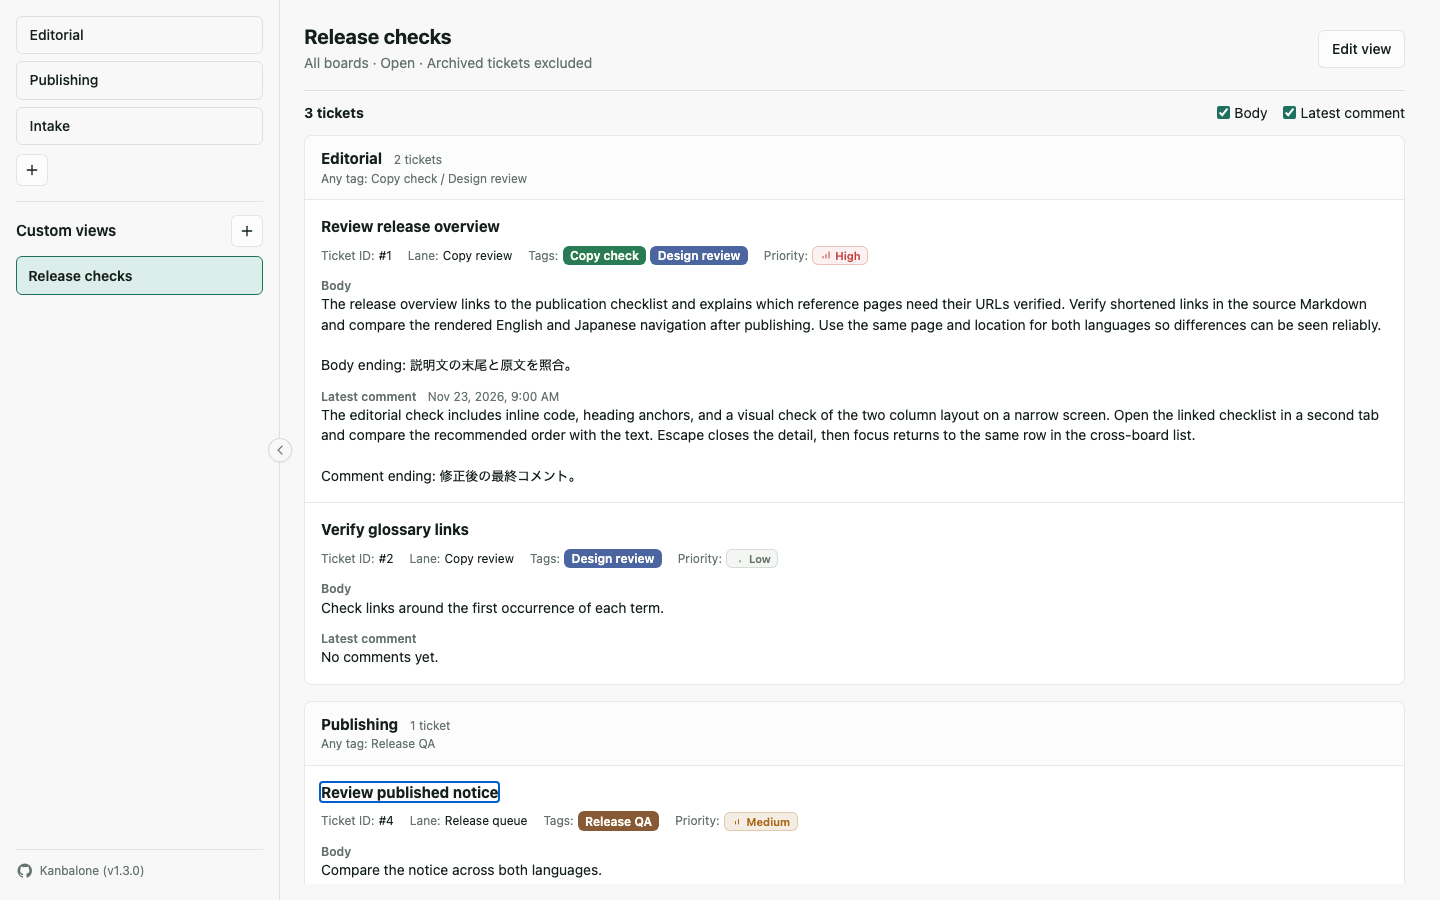 Editorial
Publishing
Intake
Custom views
Release checks
Kanbalone (v1.3.0)
Release checks
All boards · Open · Archived tickets excluded
Edit view
3 tickets
Body
Latest comment
Editorial 2 tickets
Any tag: Copy check / Design review
Review release overview
Ticket ID: #1 Lane: Copy review Tags: Copy check Design review Priority: High
Body
The release overview links to the publication checklist and explains which reference pages need their URLs verified. Verify shortened links in the source Markdown
and compare the rendered English and Japanese navigation after publishing. Use the same page and location for both languages so differences can be seen reliably.
Body ending: 説明文の末尾と原文を照合。
Latest comment Nov 23, 2026, 9:00 AM
The editorial check includes inline code, heading anchors, and a visual check of the two column layout on a narrow screen. Open the linked checklist in a second tab
and compare the recommended order with the text. Escape closes the detail, then focus returns to the same row in the cross-board list.
Comment ending: 修正後の最終コメント。
Verify glossary links
Ticket ID: #2 Lane: Copy review Tags: Design review Priority: Low
Body
Check links around the first occurrence of each term.
Latest comment
No comments yet.
Publishing 1 ticket
Any tag: Release QA
Review published notice
Ticket ID: #4 Lane: Release queue Tags: Release QA Priority: Medium
Body
Compare the notice across both languages.